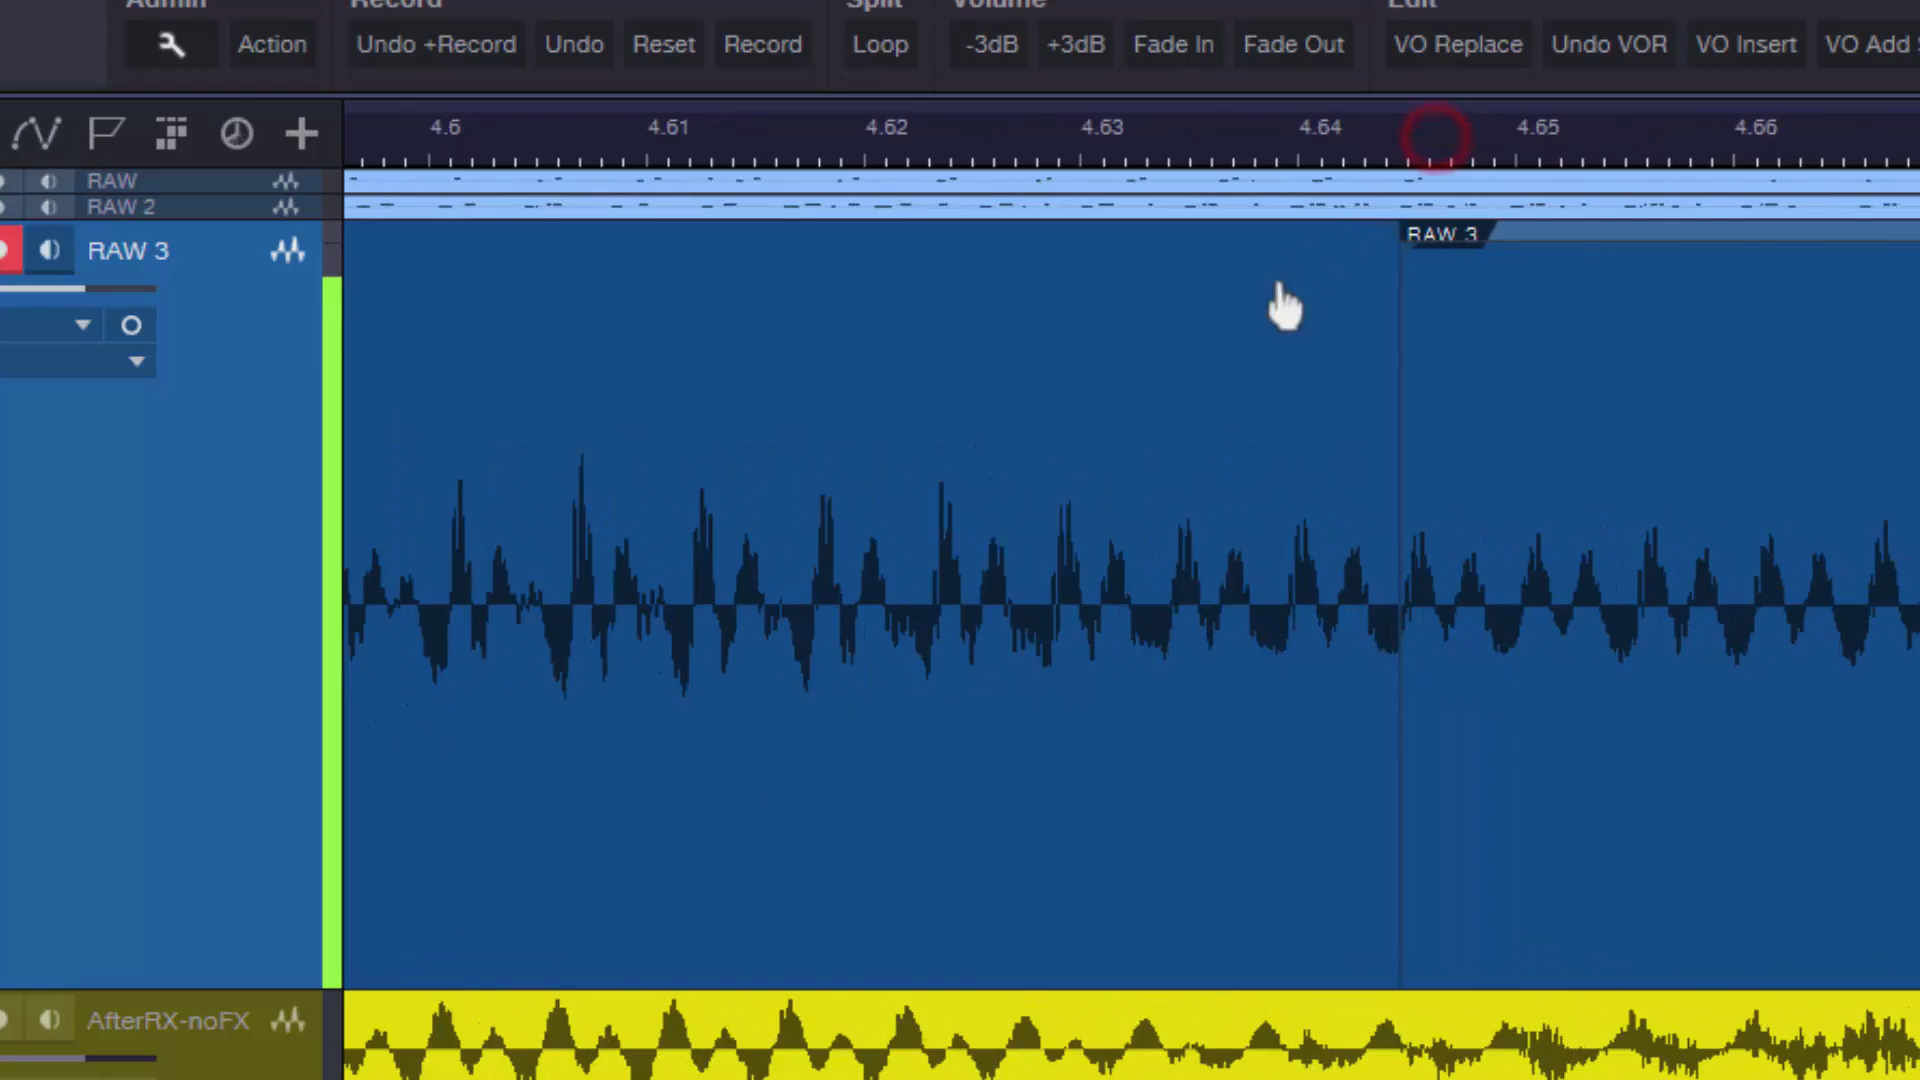 Admin Record Split Volume Edit
Action Undo +Record Undo Reset Record Loop -3dB +3dB Fade In Fade Out VO Replace Undo VOR VO Insert VO Add
4.6 4.61 4.62 4.63 4.64 4.65 4.66
RAW
RAW 2
RAW 3
RAW 3
AfterRX-noFX